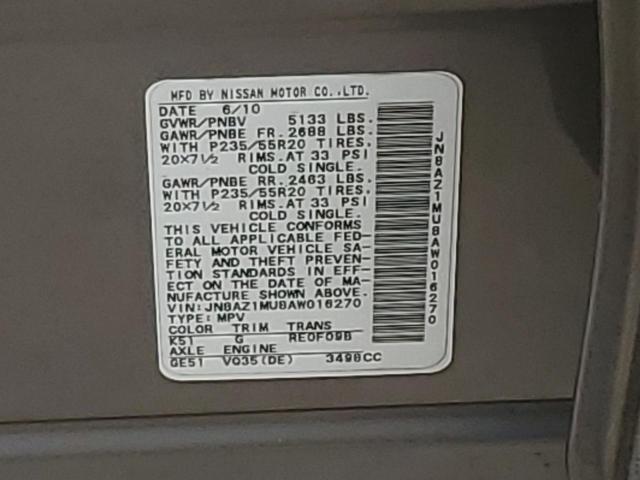 MFD BY NISSAN MOTOR CO.,LTD.
DATE 6/10
GVWR/PNBV 5133 LBS.
GAWR/PNBE FR. 2688 LBS.
WITH P235/55R20 TIRES.
20X7½ RIMS.AT 33 PSI
COLD SINGLE.
GAWR/PNBE RR. 2463 LBS.
WITH P235/55R20 TIRES.
20X7½ RIMS.AT 33 PSI
COLD SINGLE.
THIS VEHICLE CONFORMS
TO ALL APPLICABLE FED-
ERAL MOTOR VEHICLE SA-
FETY AND THEFT PREVEN-
TION STANDARDS IN EFF-
ECT ON THE DATE OF MA-
NUFACTURE SHOWN ABOVE.
VIN:JN8AZ1MU8AW016270
TYPE: MPV
COLOR TRIM TRANS
K51 G RE0F09B
AXLE ENGINE
GE51 VQ35(DE) 3498CC
JN8AZ1MU8AW016270